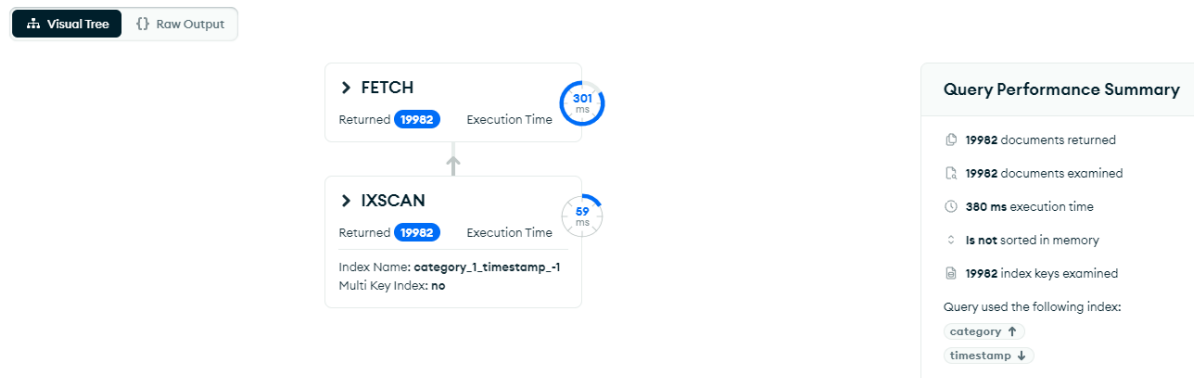 Visual Tree
{} Raw Output
FETCH
Returned 19982 Execution Time
301
ms
IXSCAN
Returned 19982 Execution Time
59
ms
Index Name: category_1_timestamp_-1
Multi Key Index: no
Query Performance Summary
19982 documents returned
19982 documents examined
380 ms execution time
Is not sorted in memory
19982 index keys examined
Query used the following index:
category ↑
timestamp ↓